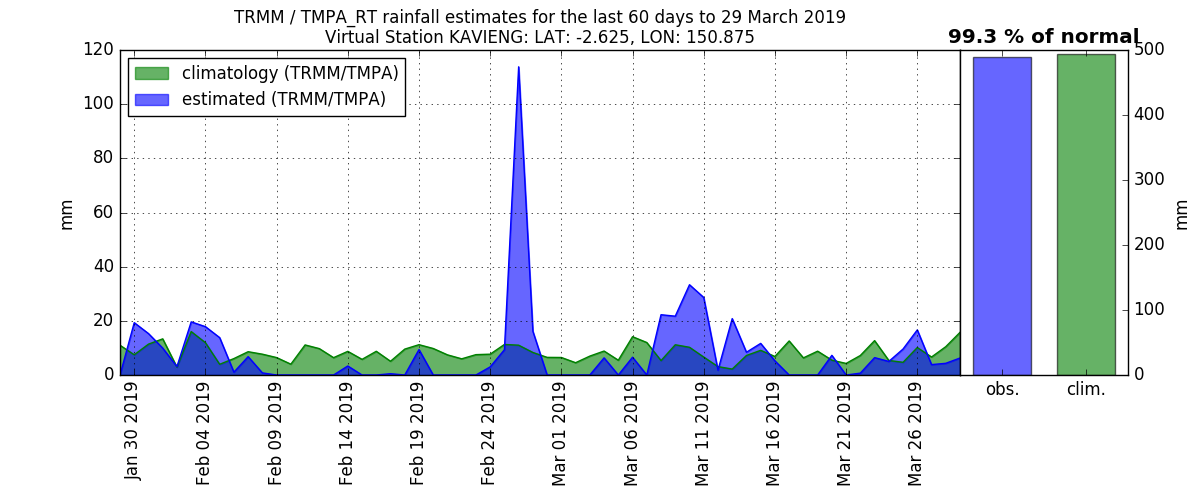 TRMM / TMPA_RT rainfall estimates for the last 60 days to 29 March 2019
Virtual Station KAVIENG: LAT: -2.625, LON: 150.875
99.3 % of normal
climatology (TRMM/TMPA)
estimated (TRMM/TMPA)
120
100
80
60
40
20
0
mm
500
400
300
200
100
0
mm
Jan 30 2019
Feb 04 2019
Feb 09 2019
Feb 14 2019
Feb 19 2019
Feb 24 2019
Mar 01 2019
Mar 06 2019
Mar 11 2019
Mar 16 2019
Mar 21 2019
Mar 26 2019
obs.
clim.